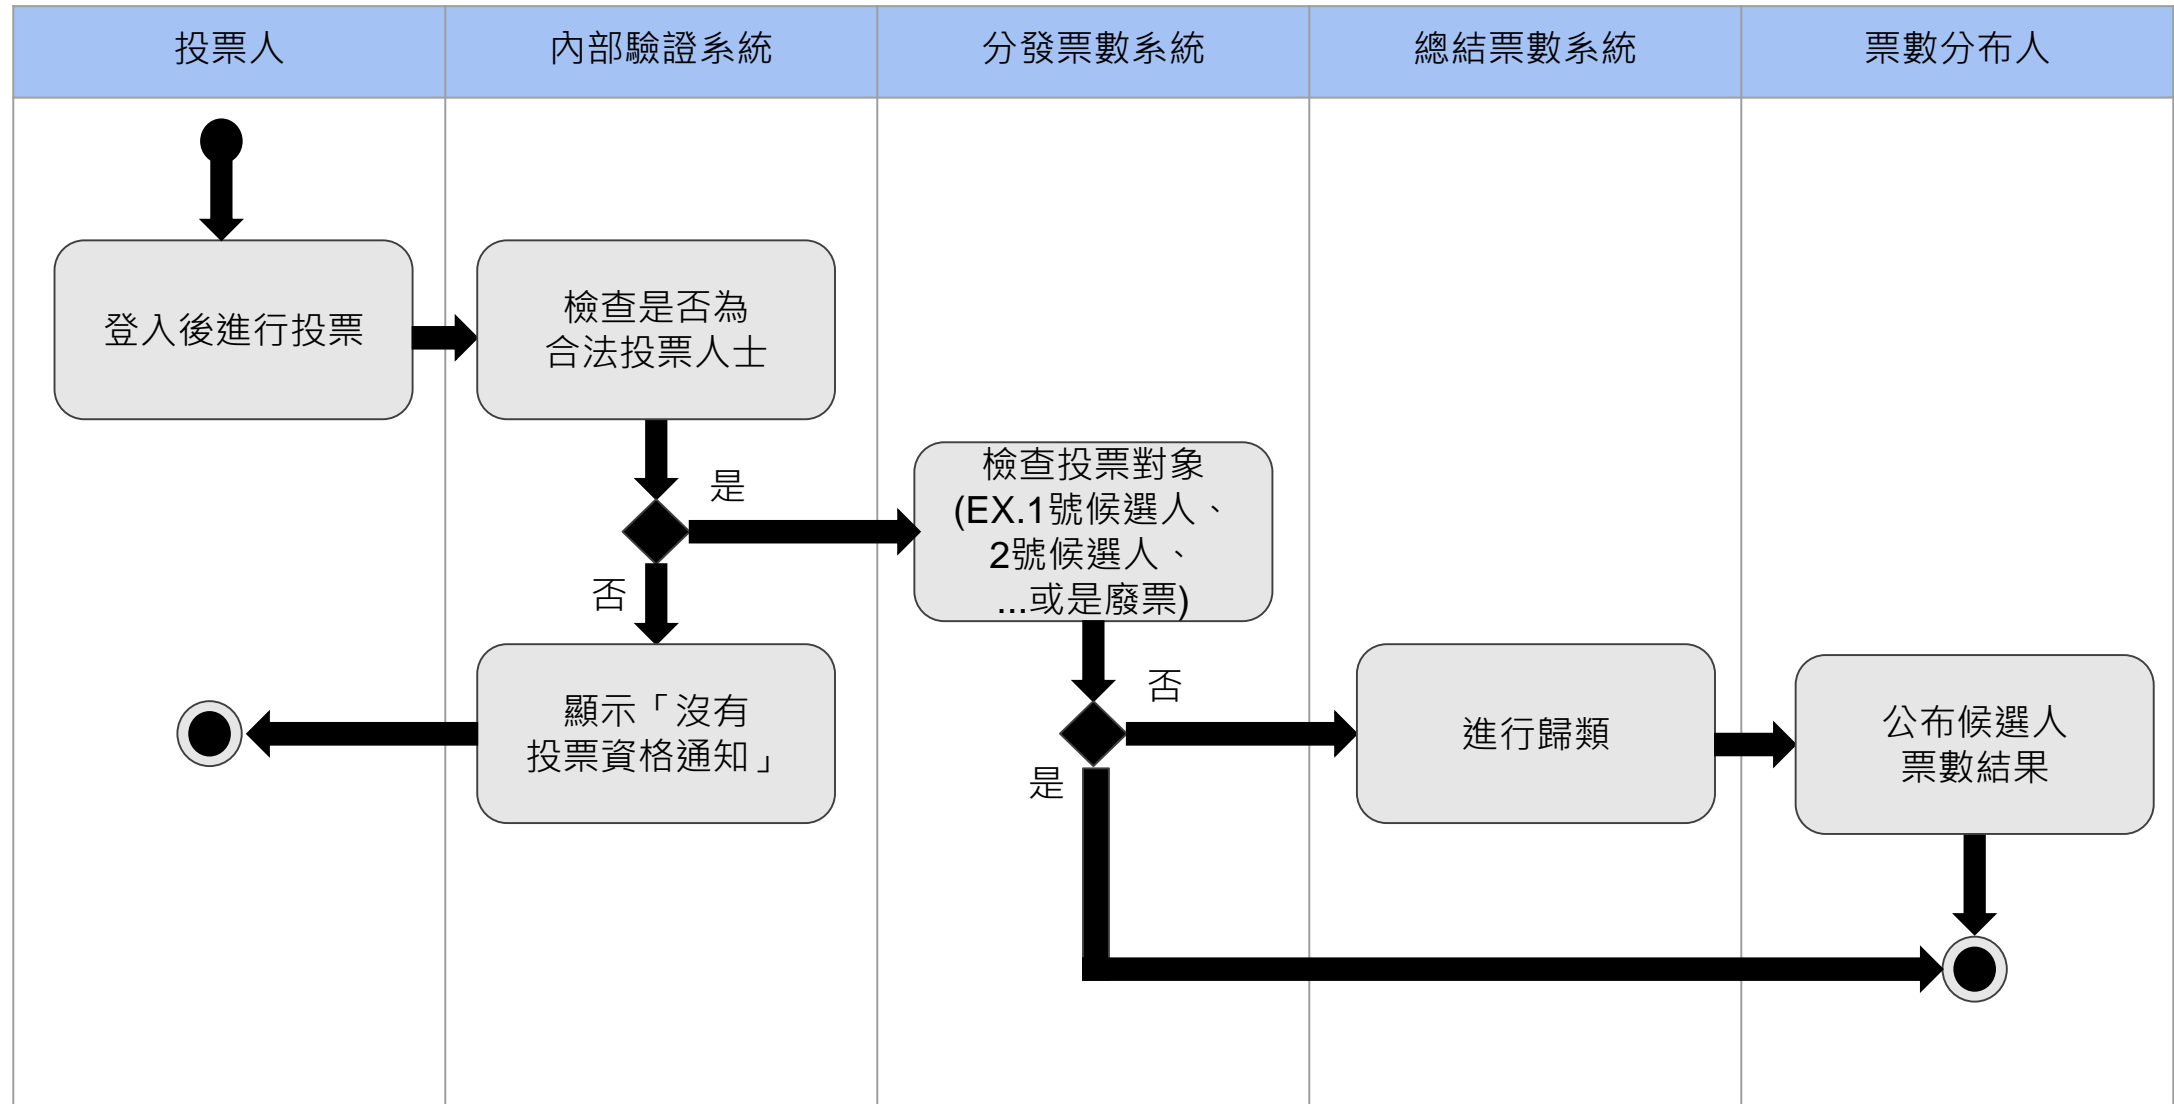 投票人
內部驗證系統
分發票數系統
總結票數系統
票數分布人
登入後進行投票
檢查是否為
合法投票人士
是
否
檢查投票對象
(EX.1號候選人、
2號候選人、
...或是廢票)
顯示「沒有
投票資格通知」
否
是
進行歸類
公布候選人
票數結果